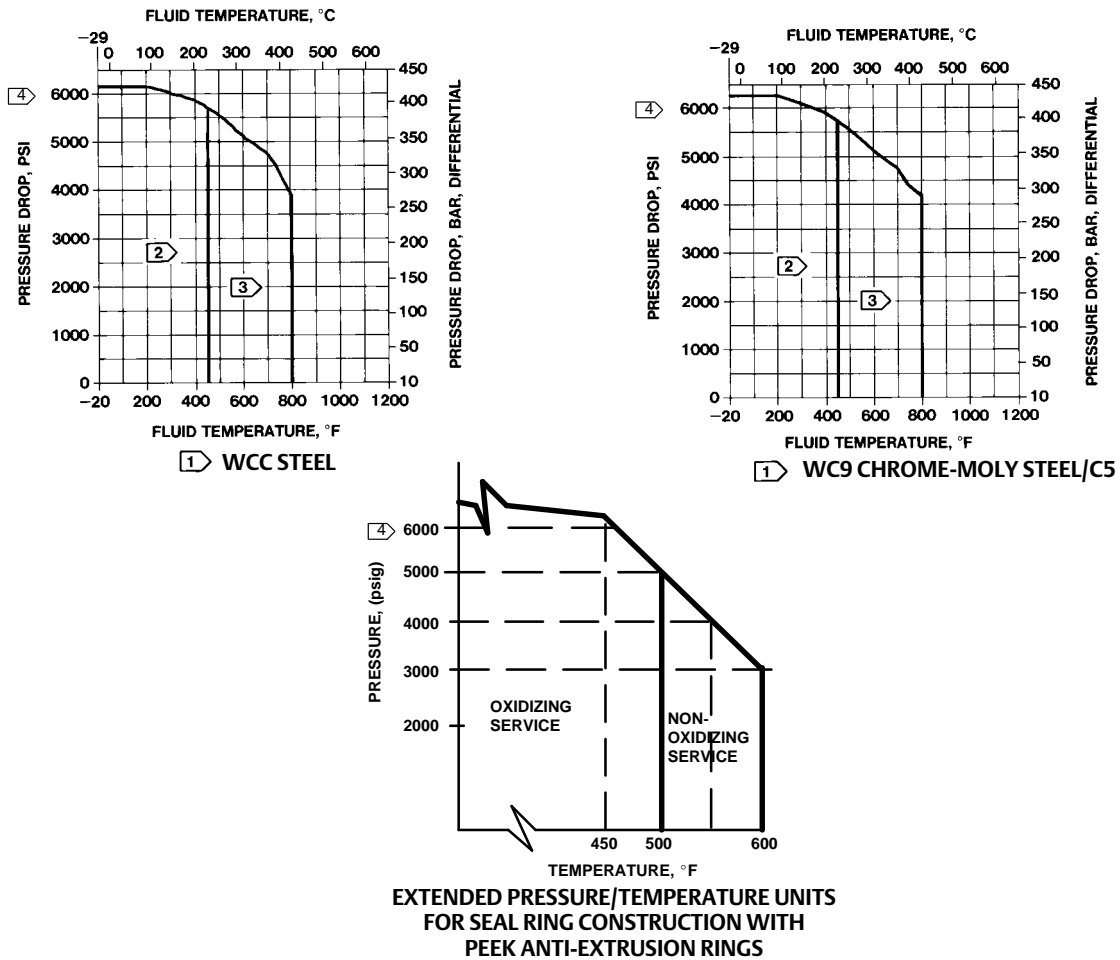 FLUID TEMPERATURE, °C
−29
0 100 200 300 400 500 600
4
6000
5000
4000
3000
2000
1000
0
PRESSURE DROP, PSI
450
400
350
300
250
200
150
100
50
10
PRESSURE DROP, BAR, DIFFERENTIAL
2
3
−20 200 400 600 800 1000 1200
FLUID TEMPERATURE, °F
1 WCC STEEL
FLUID TEMPERATURE, °C
−29
0 100 200 300 400 500 600
4
6000
5000
4000
3000
2000
1000
0
PRESSURE DROP, PSI
450
400
350
300
250
200
150
100
50
10
PRESSURE DROP, BAR, DIFFERENTIAL
2
3
−20 200 400 600 800 1000 1200
FLUID TEMPERATURE, °F
1 WC9 CHROME-MOLY STEEL/C5
4
6000
5000
4000
3000
2000
PRESSURE, (psig)
OXIDIZING
SERVICE
NON-
OXIDIZING
SERVICE
450 500 600
TEMPERATURE, °F
EXTENDED PRESSURE/TEMPERATURE UNITS
FOR SEAL RING CONSTRUCTION WITH
PEEK ANTI-EXTRUSION RINGS